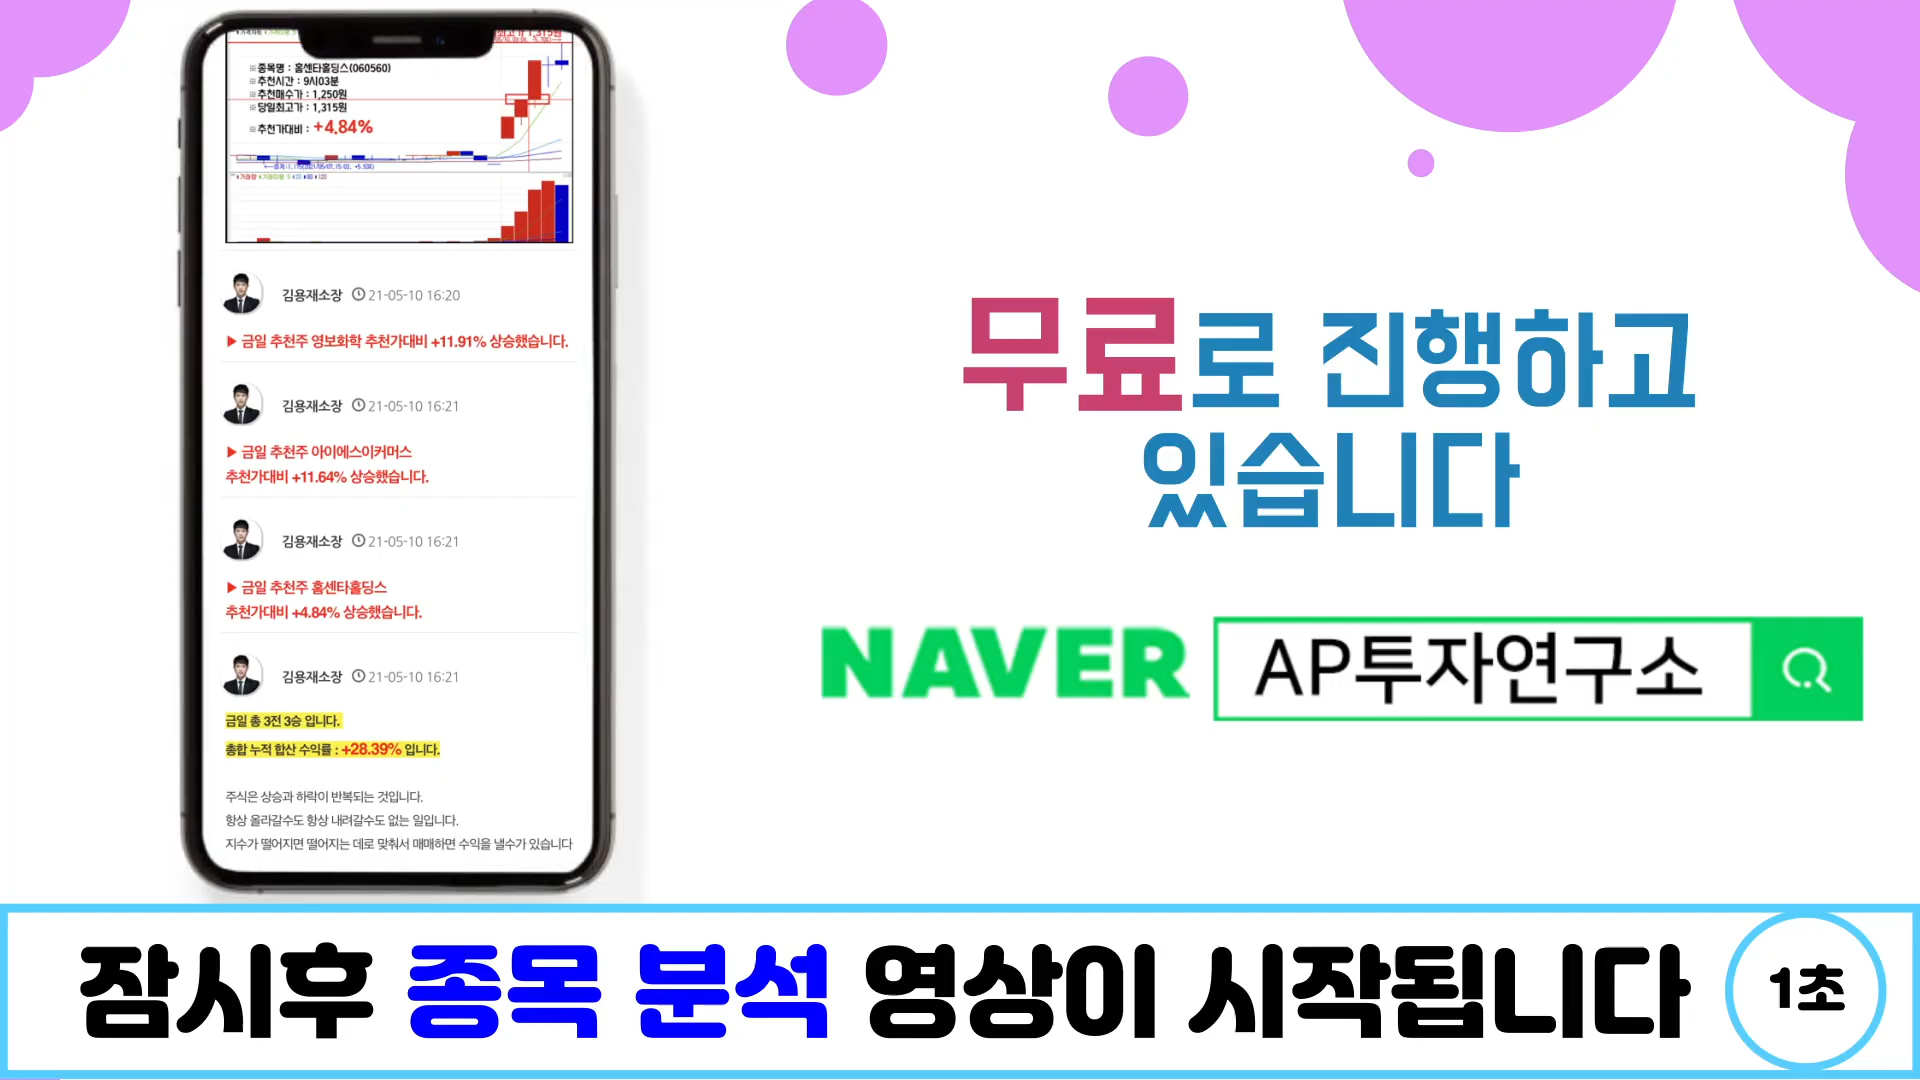 ※종목명 : 홈센타홀딩스(060560)
※추천시간 : 9시03분
※추천매수가 : 1,250원
※당일최고가 : 1,315원
※추천가대비 : +4.84%
김용재소장 21-05-10 16:20
▶ 금일 추천주 영보화학 추천가대비 +11.91% 상승했습니다.
김용재소장 21-05-10 16:21
▶ 금일 추천주 아이에스이커머스
추천가대비 +11.64% 상승했습니다.
김용재소장 21-05-10 16:21
▶ 금일 추천주 홈센타홀딩스
추천가대비 +4.84% 상승했습니다.
김용재소장 21-05-10 16:21
금일 총 3전 3승 입니다.
총합 누적 합산 수익률 : +28.39% 입니다.
주식은 상승과 하락이 반복되는 것입니다.
항상 올라갈수도 항상 내려갈수도 없는 일입니다.
지수가 떨어지면 떨어지는 데로 맞춰서 매매하면 수익을 낼수가 있습니다
무료로 진행하고
있습니다
NAVER AP투자연구소
잠시후 종목 분석 영상이 시작됩니다 1초